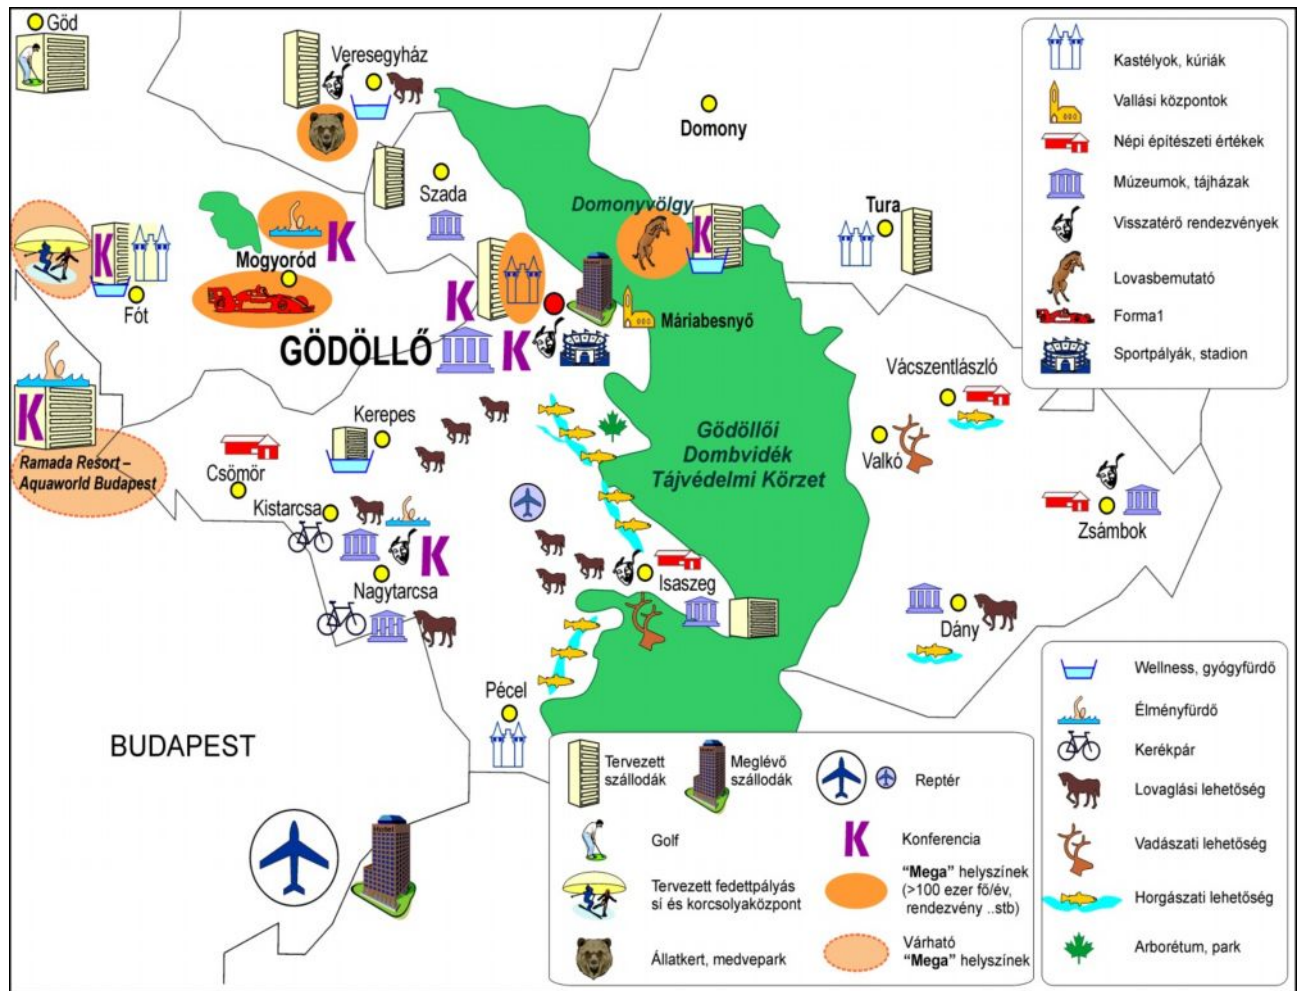 Göd
Veresegyház
Domony
Szada
Domonyvölgy
Tura
Mogyoród
K
K
K
Fót
K
Máriabesnyő
GÖDÖLLŐ
K
K
Vácszentlászló
Kerepes
Valkó
Gödöllői
Dombvidék
Tájvédelmi Körzet
Ramada Resort –
Aquaworld Budapest
Csömör
Kistarcsa
Zsámbok
K
Nagytarcsa
Isaszeg
Dány
Pécel
BUDAPEST
Kastélyok, kúriák
Vallási központok
Népi építészeti értékek
Múzeumok, tájházak
Visszatérő rendezvények
Lovasbemutató
Forma1
Sportpályák, stadion
Tervezett
szállodák
Meglévő
szállodák
Reptér
Golf
K
Konferencia
Tervezett fedettpályás
sí és korcsolyaközpont
"Mega" helyszínek
(>100 ezer fő/év,
rendezvény ..stb)
Állatkert, medvepark
Várható
"Mega" helyszínek
Wellness, gyógyfürdő
Élményfürdő
Kerékpár
Lovaglási lehetőség
Vadászati lehetőség
Horgászati lehetőség
Arborétum, park